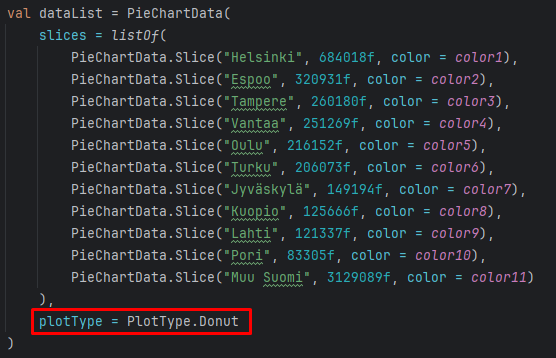 val dataList = PieChartData(
slices = listOf(
PieChartData.Slice("Helsinki", 684018f, color = color1),
PieChartData.Slice("Espoo", 320931f, color = color2),
PieChartData.Slice("Tampere", 260180f, color = color3),
PieChartData.Slice("Vantaa", 251269f, color = color4),
PieChartData.Slice("Oulu", 216152f, color = color5),
PieChartData.Slice("Turku", 206073f, color = color6),
PieChartData.Slice("Jyväskylä", 149194f, color = color7),
PieChartData.Slice("Kuopio", 125666f, color = color8),
PieChartData.Slice("Lahti", 121337f, color = color9),
PieChartData.Slice("Pori", 83305f, color = color10),
PieChartData.Slice("Muu Suomi", 3129089f, color = color11)
),
plotType = PlotType.Donut
)